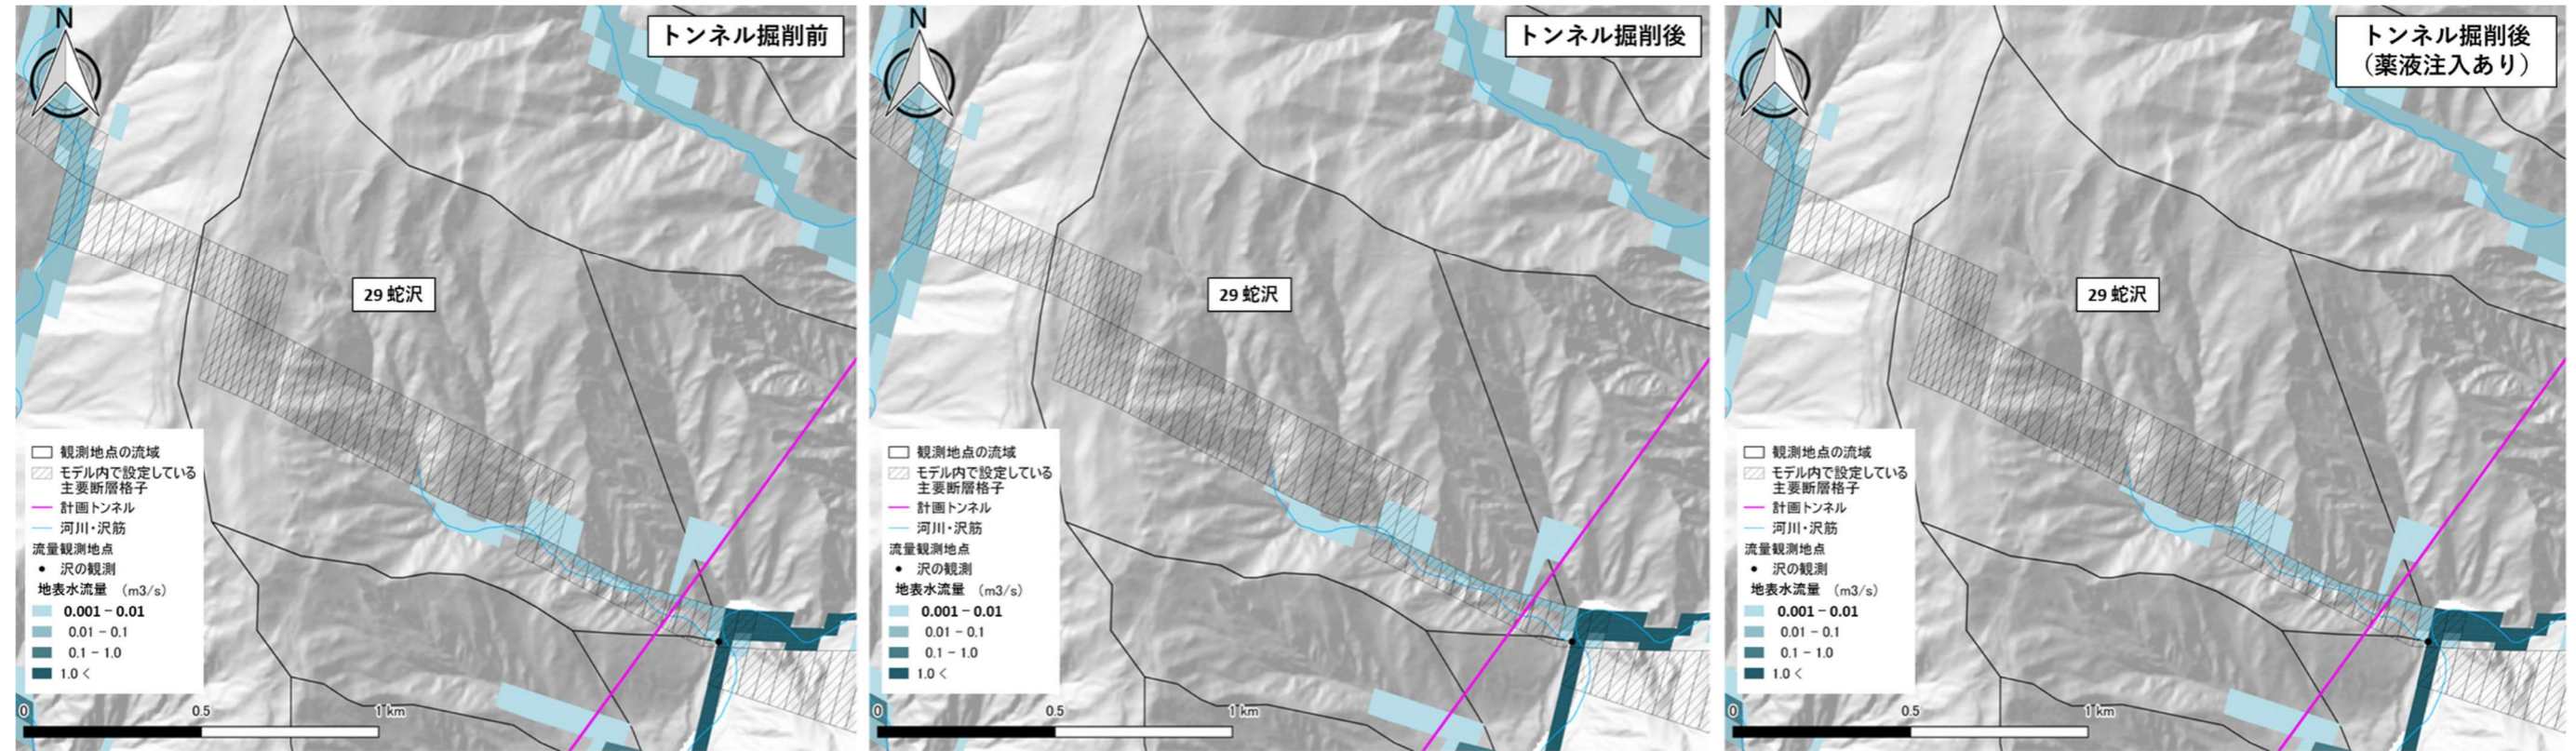 N
トンネル掘削前
29 蛇沢
観測地点の流域
モデル内で設定している
主要断層格子
計画トンネル
河川・沢筋
流量観測地点
沢の観測
地表水流量 (m3/s)
0.001 − 0.01
0.01 − 0.1
0.1 − 1.0
1.0 <
0 0.5 1 km
N
トンネル掘削後
29 蛇沢
観測地点の流域
モデル内で設定している
主要断層格子
計画トンネル
河川・沢筋
流量観測地点
沢の観測
地表水流量 (m3/s)
0.001 − 0.01
0.01 − 0.1
0.1 − 1.0
1.0 <
0 0.5 1 km
N
トンネル掘削後
(薬液注入あり)
29 蛇沢
観測地点の流域
モデル内で設定している
主要断層格子
計画トンネル
河川・沢筋
流量観測地点
沢の観測
地表水流量 (m3/s)
0.001 − 0.01
0.01 − 0.1
0.1 − 1.0
1.0 <
0 0.5 1 km